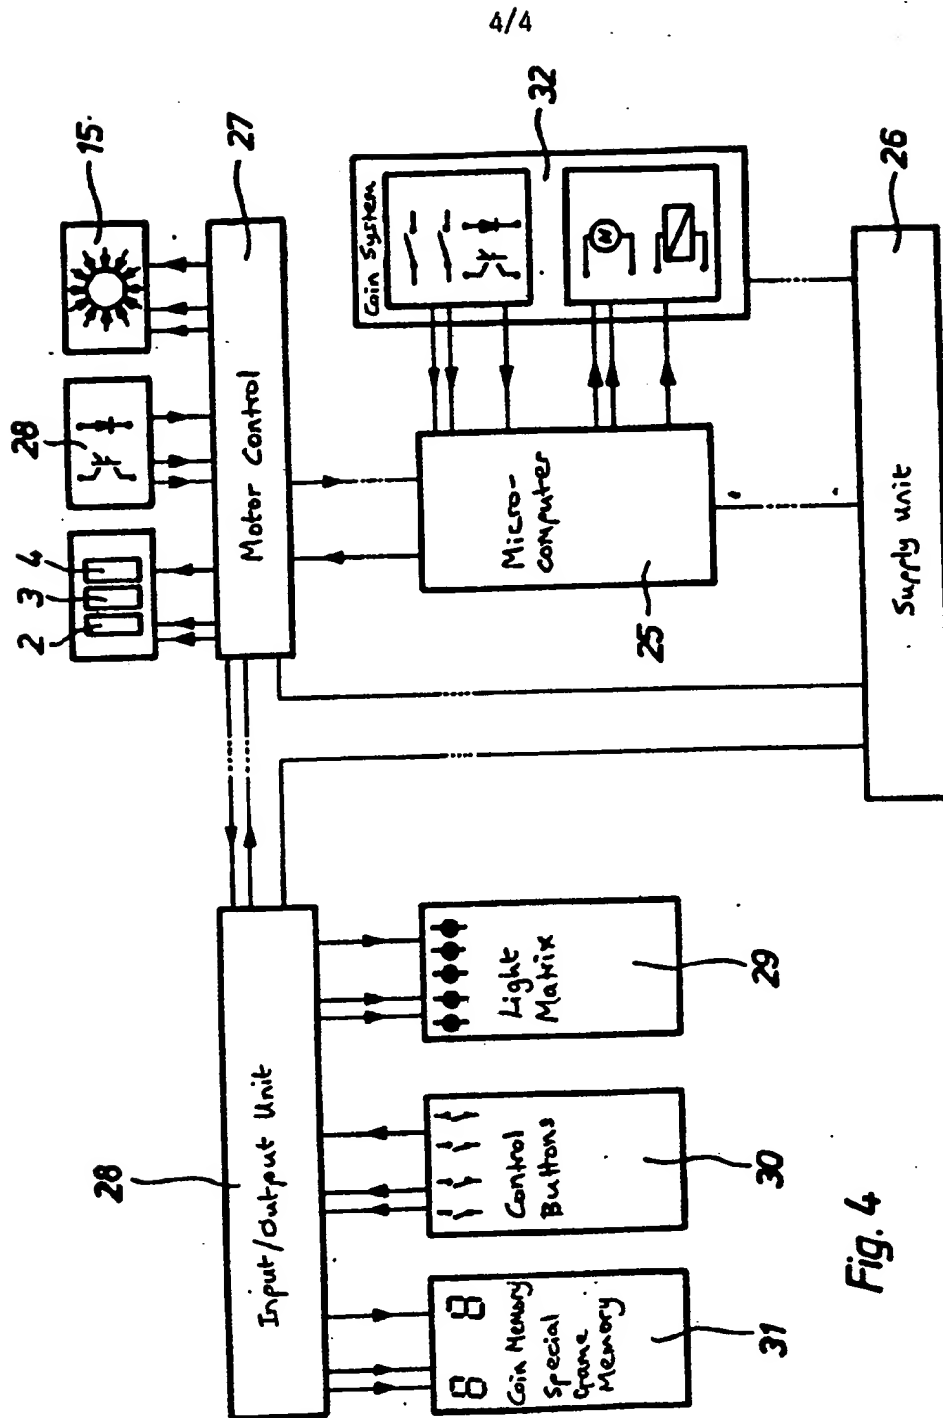 4/4
28
Input/Output Unit
31
Coin Memory
Special
Game
Memory
30
Control
Buttons
29
Light
Matrix
2
3
4
28
15.
27
Motor Control
25
Micro-
computer
32
Coin System
26
Supply Unit
Fig. 4